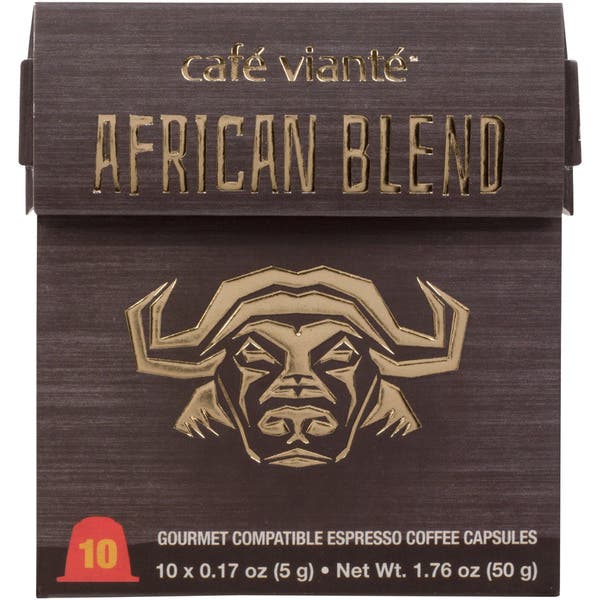 café vianté™
AFRICAN BLEND
10
GOURMET COMPATIBLE ESPRESSO COFFEE CAPSULES
10 x 0.17 oz (5 g) • Net Wt. 1.76 oz (50 g)